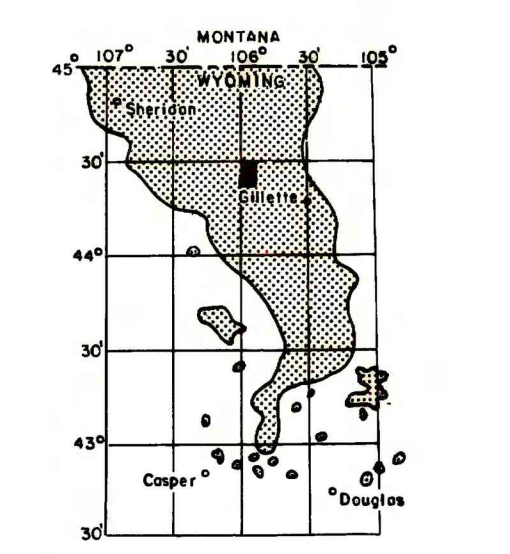 MONTANA
45° 107° 30' 106° 30' 105°
WYOMING
Sheridan
30'
Gillette
44°
30'
43°
Casper
Douglas
30'